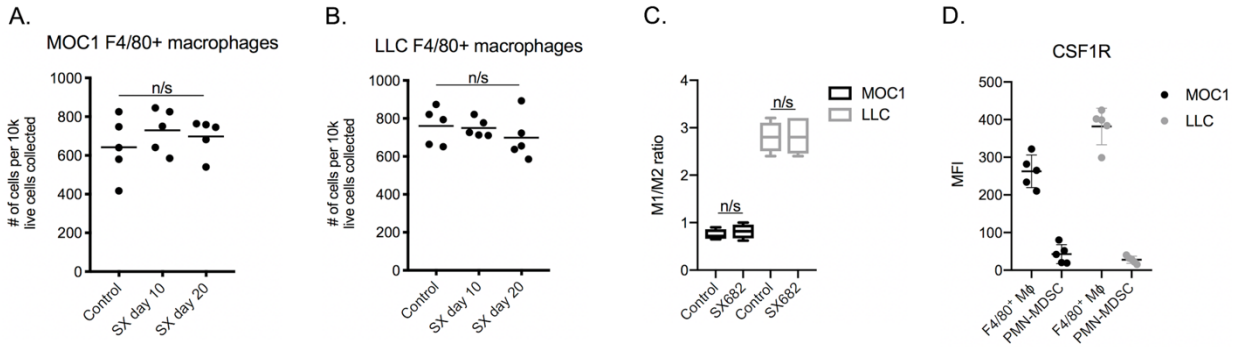 A.
MOC1 F4/80+ macrophages
n/s
1000
800
600
400
200
0
# of cells per 10k
live cells collected
Control
SX day 10
SX day 20
B.
LLC F4/80+ macrophages
n/s
1000
800
600
400
200
0
# of cells per 10k
live cells collected
Control
SX day 10
SX day 20
C.
4
3
2
1
0
M1/M2 ratio
n/s
n/s
MOC1
LLC
Control
SX682
Control
SX682
D.
CSF1R
500
400
300
200
100
0
MFI
MOC1
LLC
F4/80⁺ Mϕ
PMN-MDSC
F4/80⁺ Mϕ
PMN-MDSC